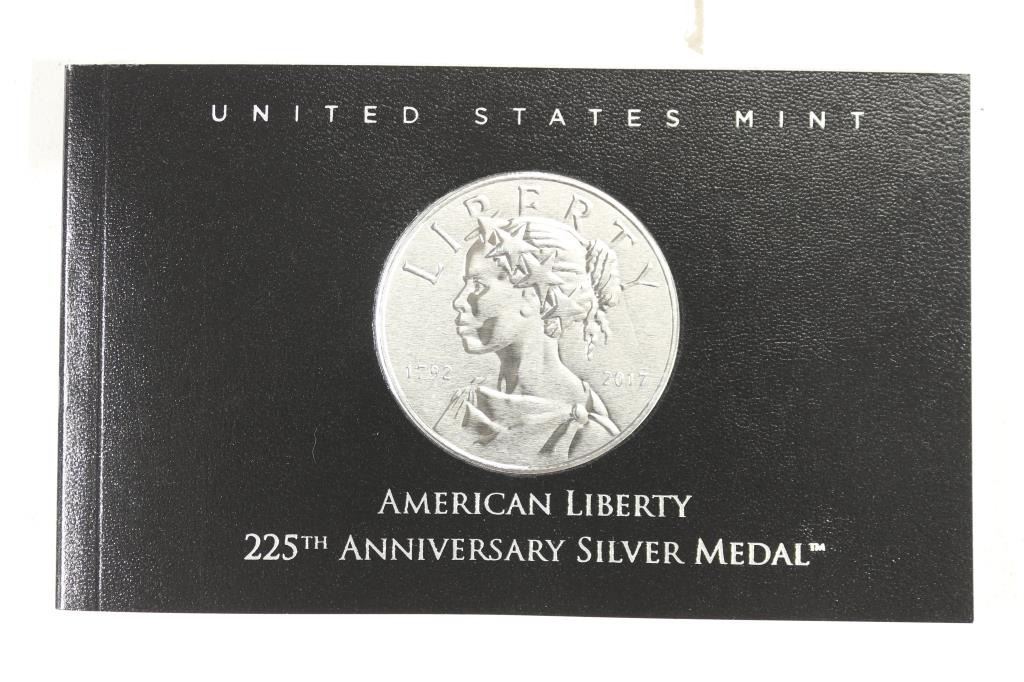 UNITED STATES MINT
LIBERTY
1792 2017
AMERICAN LIBERTY
225TH ANNIVERSARY SILVER MEDAL™